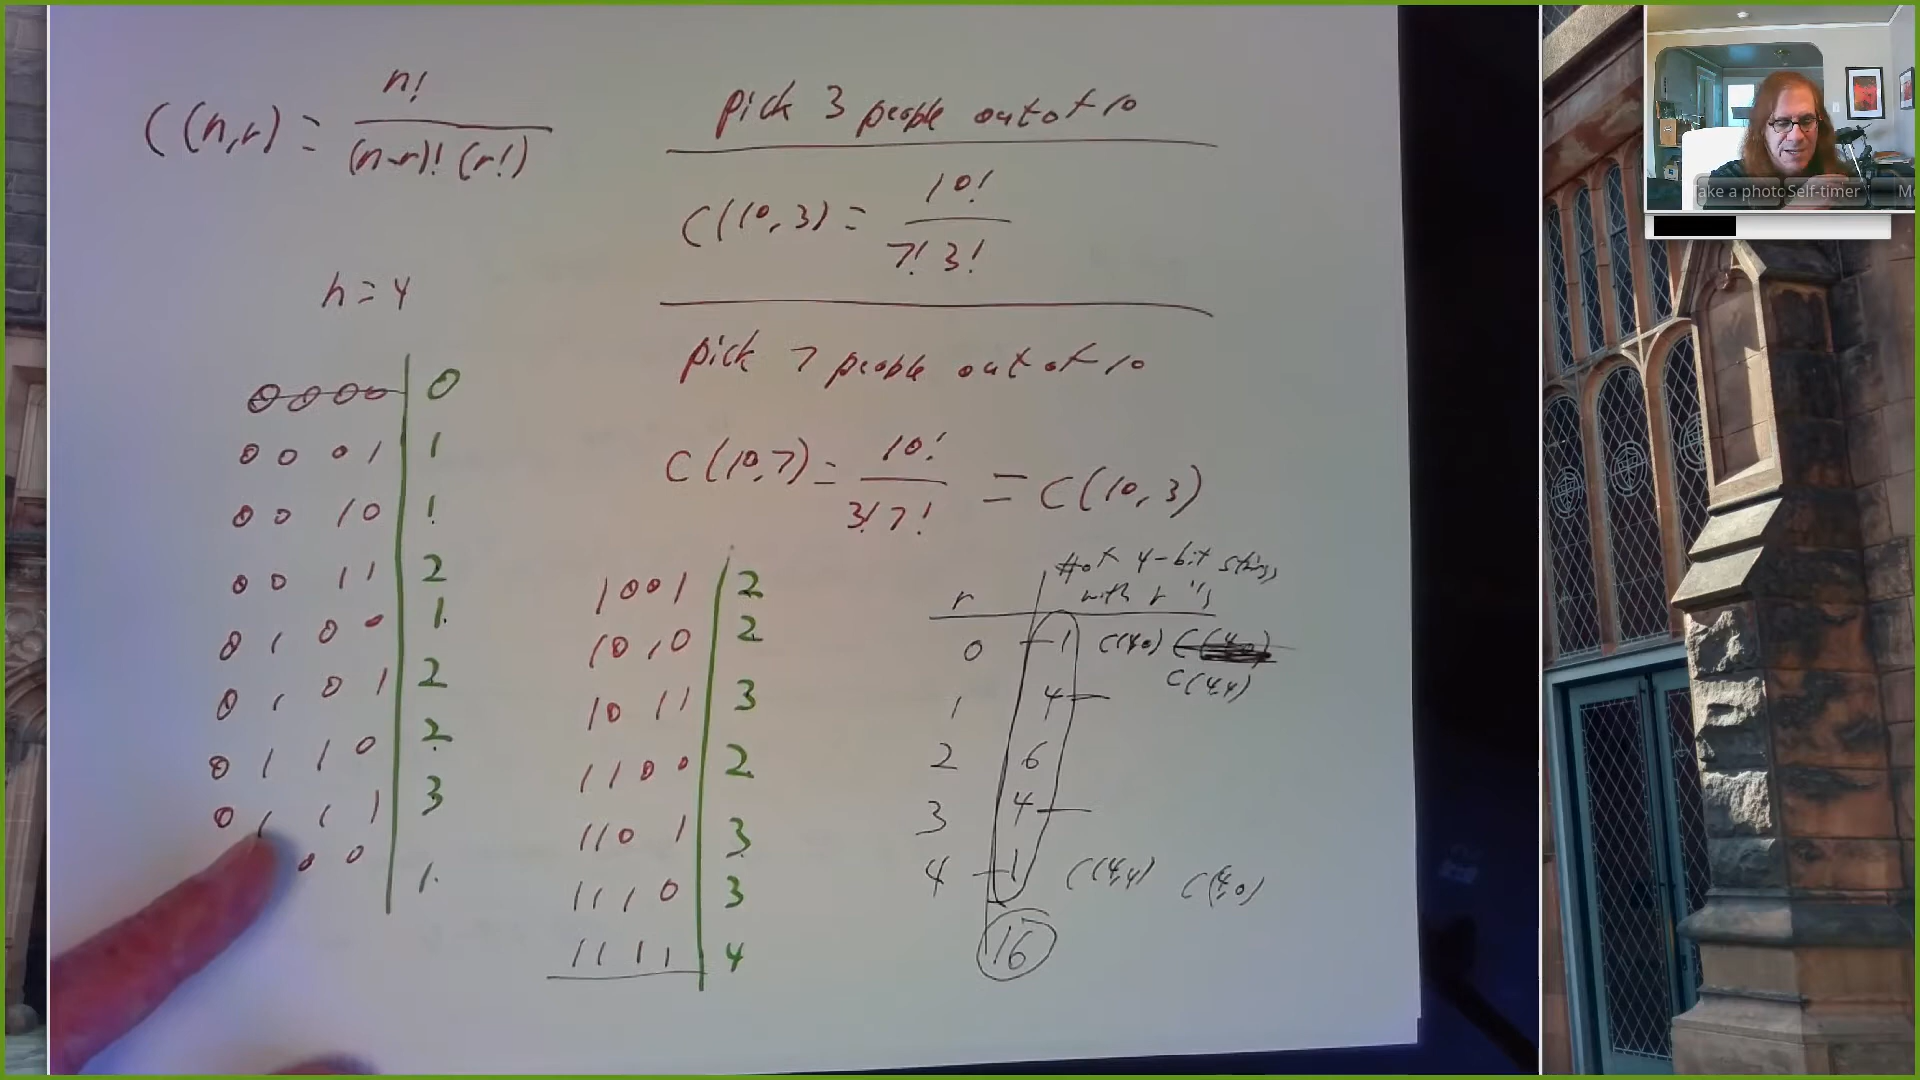 C(n,r) = n! / (n-r)! (r!)
pick 3 people out of 10
C(10,3) = 10! / 7! 3!
pick 7 people out of 10
C(10,7) = 10! / 3! 7! = C(10,3)
n = 4
0000 | 0
0001 | 1
0010 | 1
0011 | 2
0100 | 1
0101 | 2
0110 | 2
0111 | 3
00 | 1
1001 | 2
1010 | 2
1011 | 3
1100 | 2
1101 | 3
1110 | 3
1111 | 4
# of 4-bit strings
r | with r 1's
0 | 1 C(4,0)
C(4,4)
1 | 4
2 | 6
3 | 4
4 | 1 C(4,4) C(4,0)
16
ake a photo Self-timer Mo